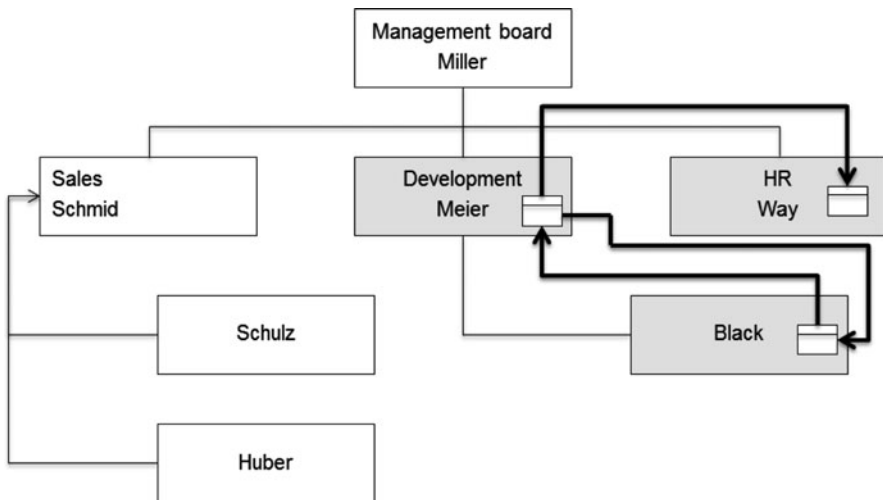 Management board
Miller
Sales
Schmid
Development
Meier
HR
Way
Schulz
Black
Huber